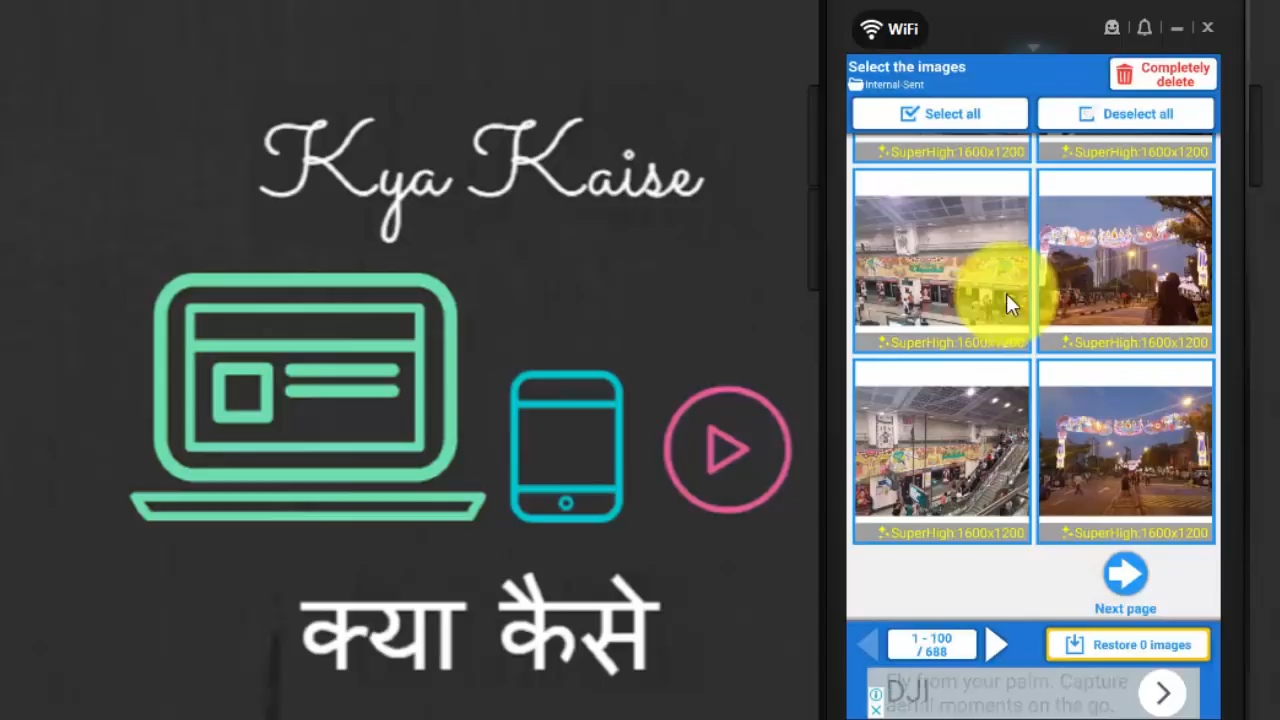 Kya Kaise
क्या कैसे
WiFi
Select the images
Internal-Sent
Completely
delete
Select all
Deselect all
SuperHigh:1600x1200
SuperHigh:1600x1200
SuperHigh:1600x1200
SuperHigh:1600x1200
SuperHigh:1600x1200
SuperHigh:1600x1200
Next page
1 - 100
/ 688
Restore 0 images
DJI
Fly from your palm. Capture
aerial moments on the go.